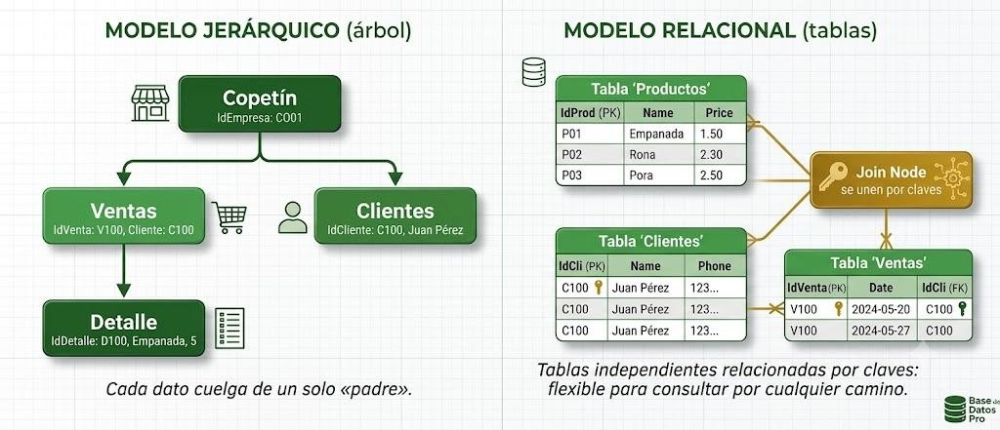 MODELO JERÁRQUICO (árbol)
Copetín
IdEmpresa: CO01
Ventas
IdVenta: V100, Cliente: C100
Clientes
IdCliente: C100, Juan Pérez
Detalle
IdDetalle: D100, Empanada, 5
Cada dato cuelga de un solo «padre».
MODELO RELACIONAL (tablas)
Tabla ‘Productos’
IdProd (PK) Name Price
P01 Empanada 1.50
P02 Rona 2.30
P03 Pora 2.50
Join Node
se unen por claves
Tabla ‘Clientes’
IdCli (PK) Name Phone
C100 Juan Pérez 123...
C100 Juan Pérez 123...
C100 Juan Pérez 123...
Tabla ‘Ventas’
IdVenta(PK) Date IdCli (FK)
V100 2024-05-20 C100
V100 2024-05-27 C100
Tablas independientes relacionadas por claves:
flexible para consultar por cualquier camino.
Base de
Datos
Pro